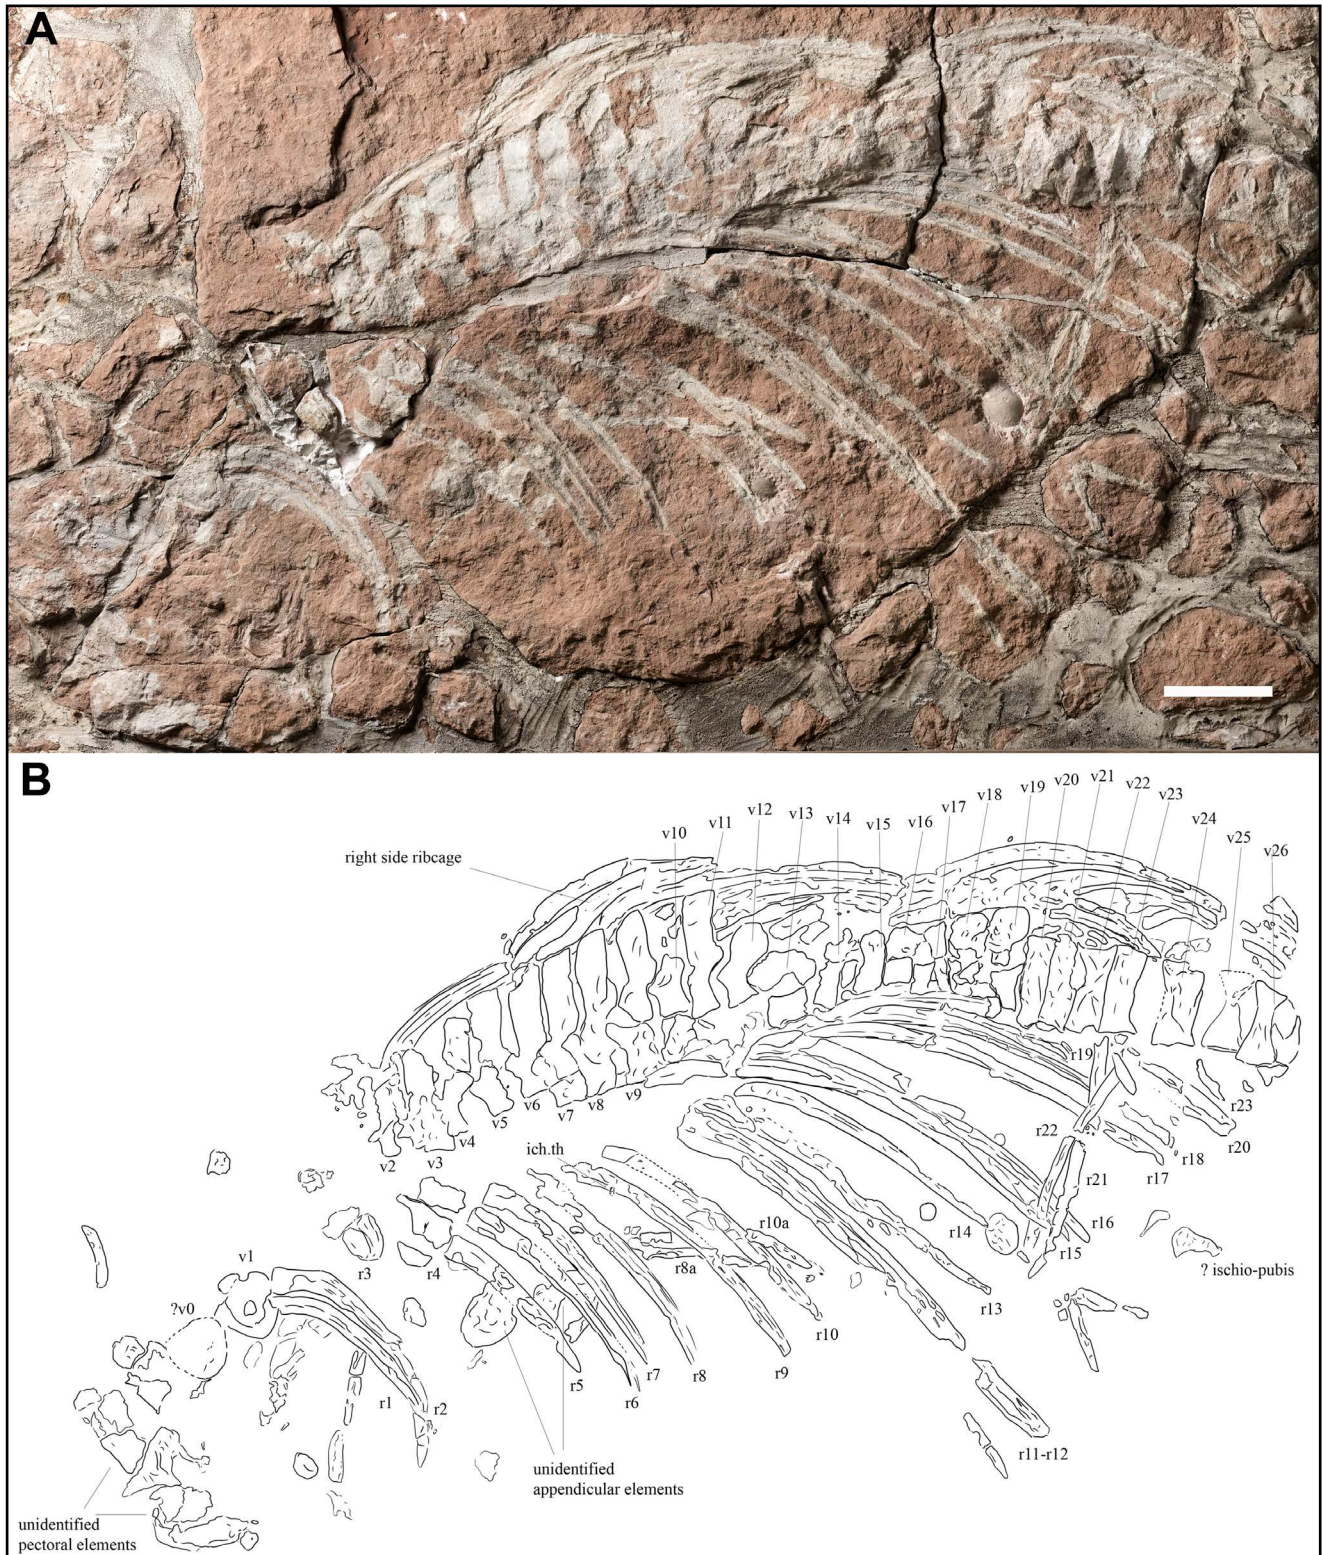 A
B
v20
v21
v19
v22
v18
v23
v17
v12
v13
v24
v11
v14
v16
v10
v15
v25
v26
right side ribcage
r19
v9
v8
v6
v7
r23
v5
r22
v4
r20
v3
v2
r18
ich.th
r17
r21
r10a
r16
r14
r15
v1
r3
r4
r8a
? ischio-pubis
?v0
r13
r10
r9
r8
r7
r5
r6
r1
r2
r11-r12
unidentified
appendicular elements
unidentified
pectoral elements